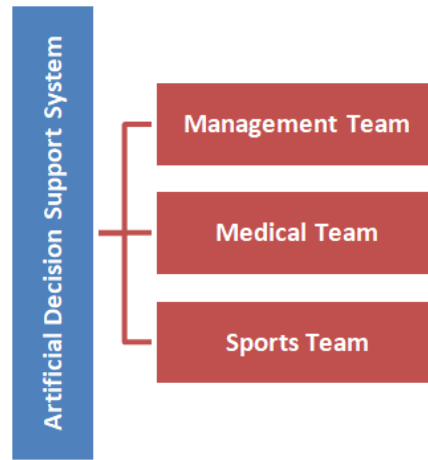 Artificial Decision Support System
Management Team
Medical Team
Sports Team